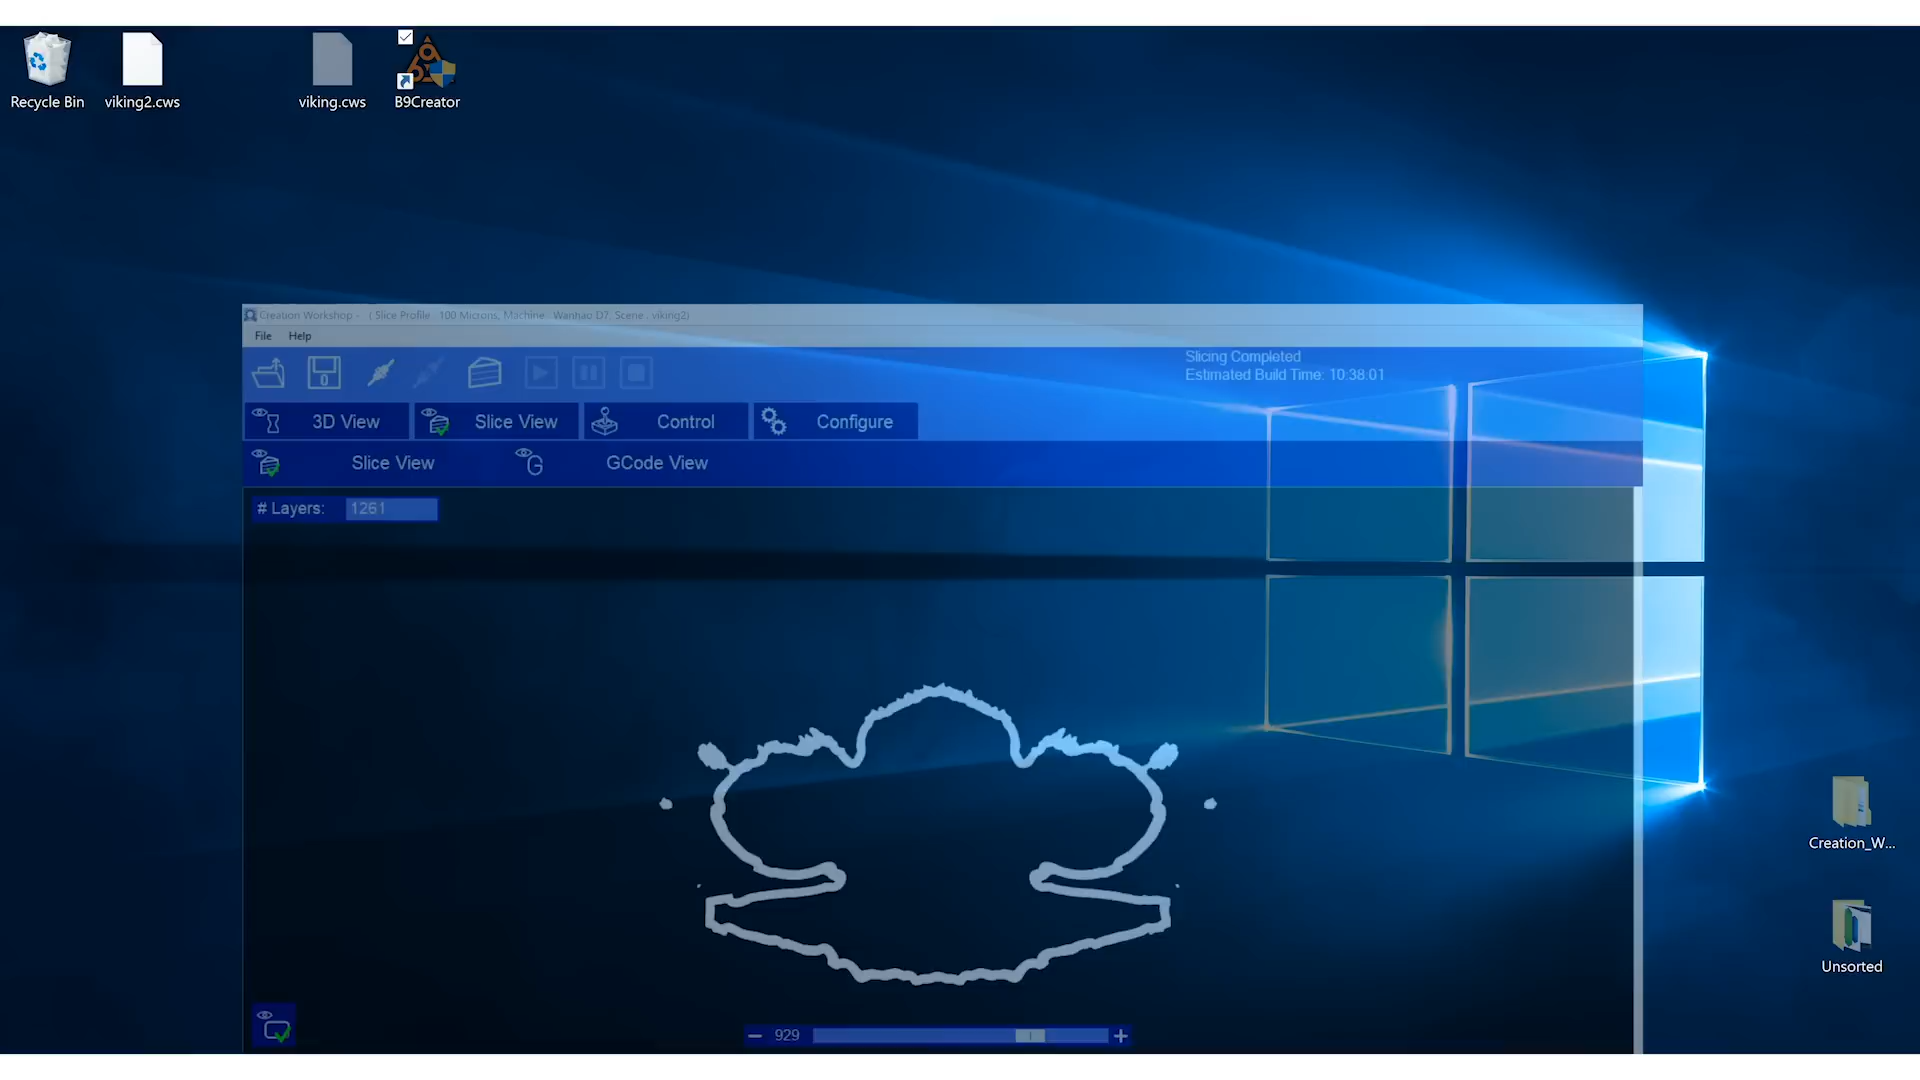 Recycle Bin
viking2.cws
viking.cws
B9Creator
Creation Workshop - ( Slice Profile 100 Microns, Machine Wanhao D7, Scene . viking2)
File Help
Slicing Completed
Estimated Build Time: 10:38:01
3D View Slice View Control Configure
Slice View GCode View
# Layers: 1261
Creation_W...
Unsorted
929